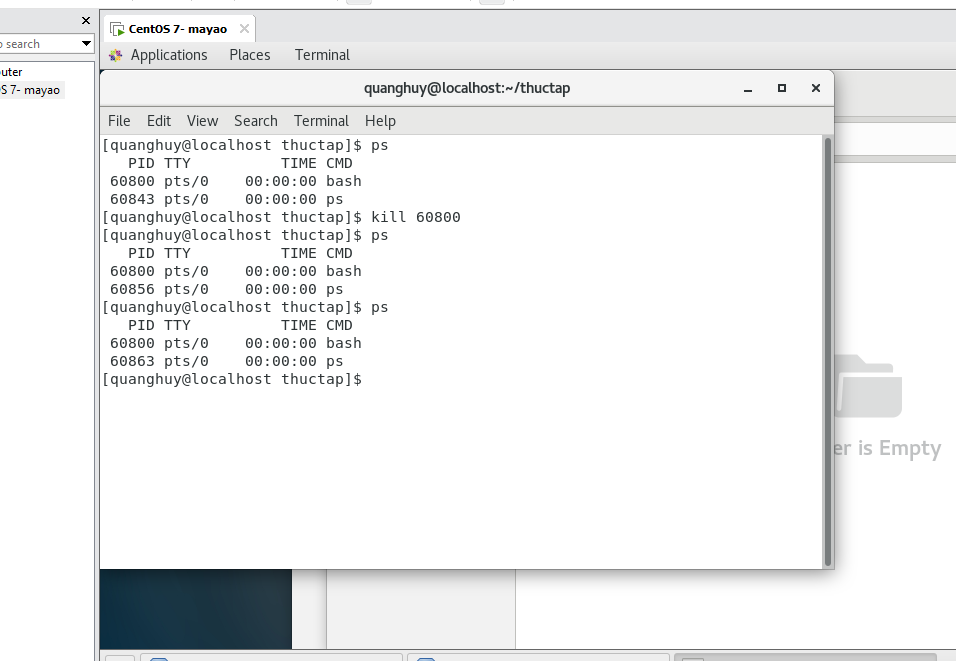 CentOS 7- mayao
search
Applications Places Terminal
S 7- mayao
quanghuy@localhost:~/thuctap
File Edit View Search Terminal Help
[quanghuy@localhost thuctap]$ ps
   PID TTY          TIME CMD
 60800 pts/0    00:00:00 bash
 60843 pts/0    00:00:00 ps
[quanghuy@localhost thuctap]$ kill 60800
[quanghuy@localhost thuctap]$ ps
   PID TTY          TIME CMD
 60800 pts/0    00:00:00 bash
 60856 pts/0    00:00:00 ps
[quanghuy@localhost thuctap]$ ps
   PID TTY          TIME CMD
 60800 pts/0    00:00:00 bash
 60863 pts/0    00:00:00 ps
[quanghuy@localhost thuctap]$
is Empty